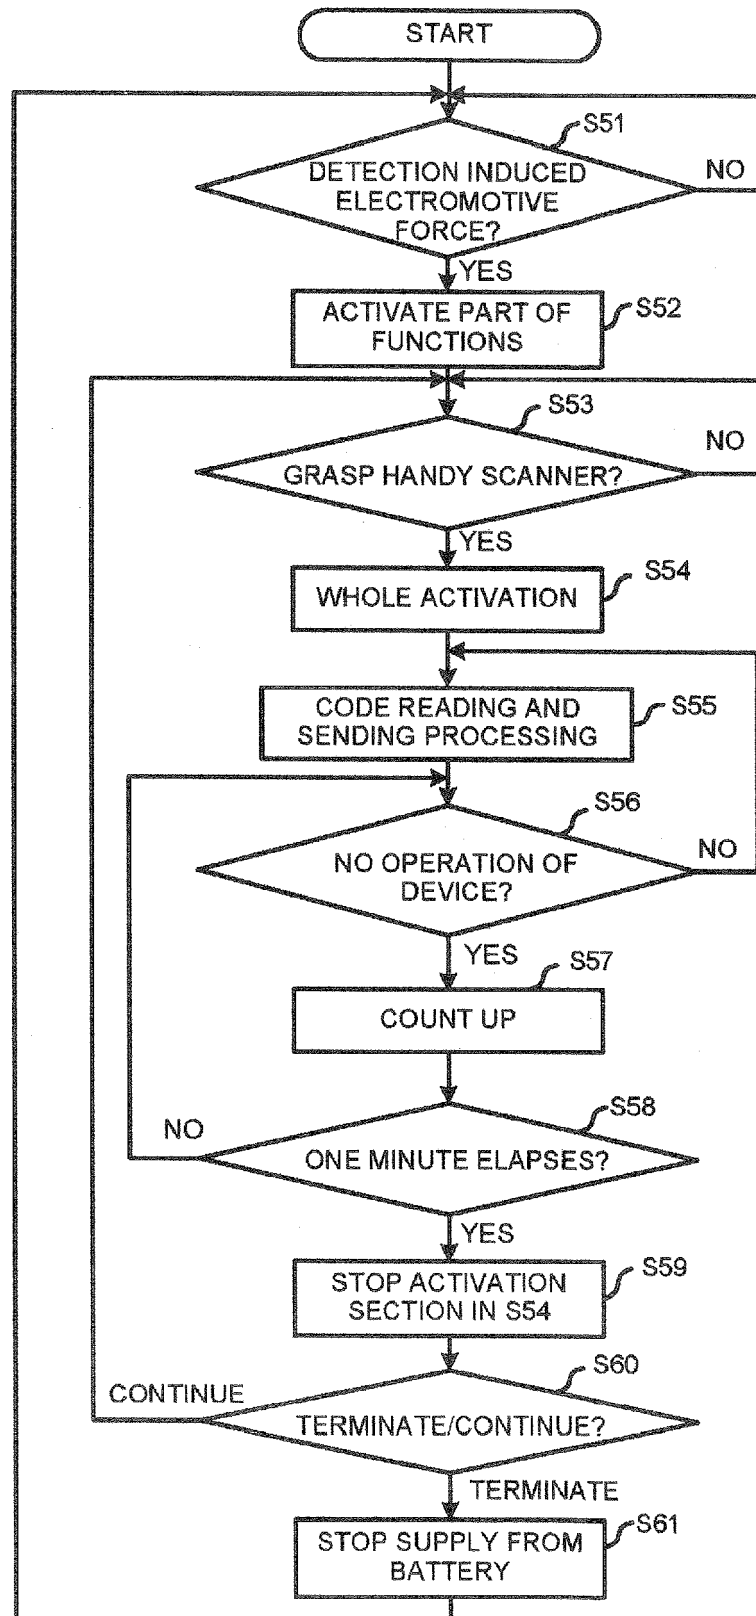 START
S51
DETECTION INDUCED
ELECTROMOTIVE
FORCE?
NO
YES
S52
ACTIVATE PART OF
FUNCTIONS
S53
GRASP HANDY SCANNER?
NO
YES
S54
WHOLE ACTIVATION
S55
CODE READING AND
SENDING PROCESSING
S56
NO OPERATION OF
DEVICE?
NO
YES
S57
COUNT UP
S58
NO
ONE MINUTE ELAPSES?
YES
S59
STOP ACTIVATION
SECTION IN S54
S60
CONTINUE
TERMINATE/CONTINUE?
TERMINATE
S61
STOP SUPPLY FROM
BATTERY